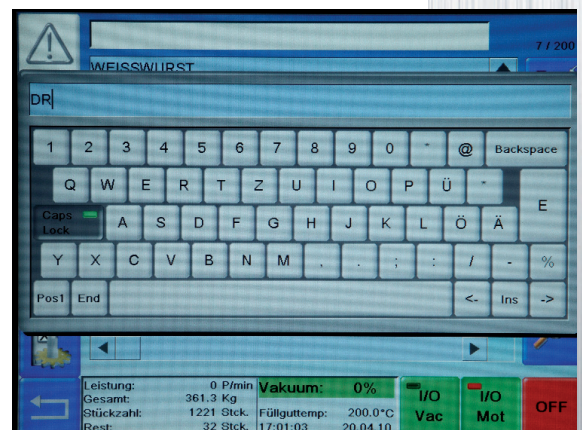 7 / 200
WEISSWURST
DR
1 2 3 4 5 6 7 8 9 0 @ Backspace
Q W E R T Z U I O P Ü
E
Caps Lock A S D F G H J K L Ö Ä
Y X C V B N M , . ; : / - %
Pos1 End <- Ins ->
Leistung: 0 P/min
Gesamt: 361.3 Kg
Stückzahl: 1221 Stck.
Rest: 32 Stck.
Vakuum: 0%
Füllguttemp: 200.0°C
17:01:03 20.04.10
I/O Vac
I/O Mot
OFF